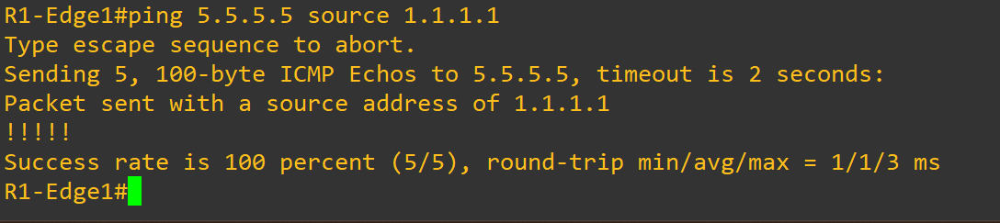 R1-Edge1#ping 5.5.5.5 source 1.1.1.1
Type escape sequence to abort.
Sending 5, 100-byte ICMP Echos to 5.5.5.5, timeout is 2 seconds:
Packet sent with a source address of 1.1.1.1
!!!!!
Success rate is 100 percent (5/5), round-trip min/avg/max = 1/1/3 ms
R1-Edge1#